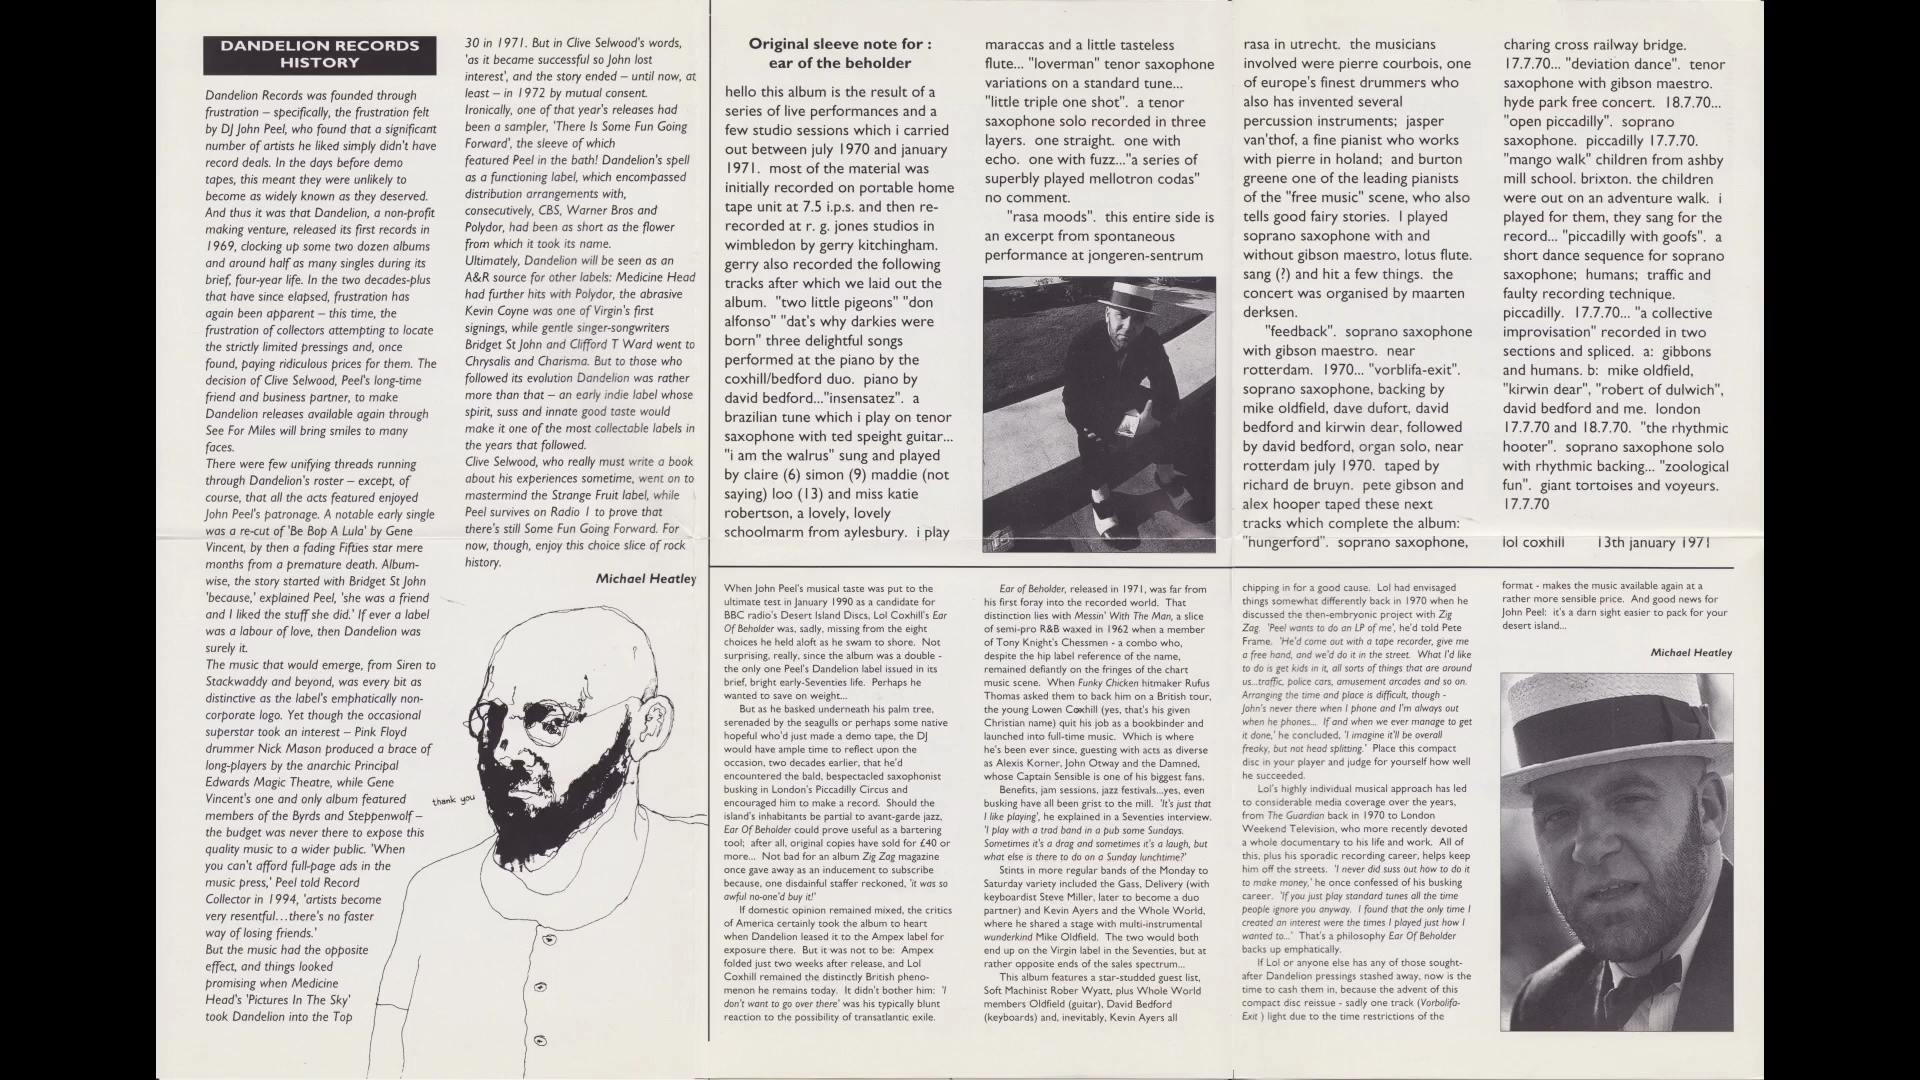 DANDELION RECORDS
HISTORY
Dandelion Records was founded through
frustration – specifically, the frustration felt
by DJ John Peel, who found that a significant
number of artists he liked simply didn't have
record deals. In the days before demo
tapes, this meant they were unlikely to
become as widely known as they deserved.
And thus it was that Dandelion, a non-profit
making venture, released its first records in
1969, clocking up some two dozen albums
and around half as many singles during its
brief, four-year life. In the two decades-plus
that have since elapsed, frustration has
again been apparent – this time, the
frustration of collectors attempting to locate
the strictly limited pressings and, once
found, paying ridiculous prices for them. The
decision of Clive Selwood, Peel's long-time
friend and business partner, to make
Dandelion releases available again through
See For Miles will bring smiles to many
faces.
There were few unifying threads running
through Dandelion's roster – except, of
course, that all the acts featured enjoyed
John Peel's patronage. A notable early single
was a re-cut of 'Be Bop A Lula' by Gene
Vincent, by then a fading Fifties star mere
months from a premature death. Album-
wise, the story started with Bridget St John
'because,' explained Peel, 'she was a friend
and I liked the stuff she did.' If ever a label
was a labour of love, then Dandelion was
surely it.
The music that would emerge, from Siren to
Stackwaddy and beyond, was every bit as
distinctive as the label's emphatically non-
corporate logo. Yet though the occasional
superstar took an interest – Pink Floyd
drummer Nick Mason produced a brace of
long-players by the anarchic Principal
Edwards Magic Theatre, while Gene
Vincent's one and only album featured
members of the Byrds and Steppenwolf –
the budget was never there to expose this
quality music to a wider public. 'When
you can't afford full-page ads in the
music press,' Peel told Record
Collector in 1994, 'artists become
very resentful...there's no faster
way of losing friends.'
But the music had the opposite
effect, and things looked
promising when Medicine
Head's 'Pictures In The Sky'
took Dandelion into the Top
30 in 1971. But in Clive Selwood's words,
'as it became successful so John lost
interest', and the story ended – until now, at
least – in 1972 by mutual consent.
Ironically, one of that year's releases had
been a sampler, 'There Is Some Fun Going
Forward', the sleeve of which
featured Peel in the bath! Dandelion's spell
as a functioning label, which encompassed
distribution arrangements with,
consecutively, CBS, Warner Bros and
Polydor, had been as short as the flower
from which it took its name.
Ultimately, Dandelion will be seen as an
A&R source for other labels: Medicine Head
had further hits with Polydor, the abrasive
Kevin Coyne was one of Virgin's first
signings, while gentle singer-songwriters
Bridget St John and Clifford T Ward went to
Chrysalis and Charisma. But to those who
followed its evolution Dandelion was rather
more than that – an early indie label whose
spirit, suss and innate good taste would
make it one of the most collectable labels in
the years that followed.
Clive Selwood, who really must write a book
about his experiences sometime, went on to
mastermind the Strange Fruit label, while
Peel survives on Radio 1 to prove that
there's still Some Fun Going Forward. For
now, though, enjoy this choice slice of rock
history.
Michael Heatley
thank you
Original sleeve note for :
ear of the beholder
hello this album is the result of a
series of live performances and a
few studio sessions which i carried
out between july 1970 and january
1971.  most of the material was
initially recorded on portable home
tape unit at 7.5 i.p.s. and then re-
recorded at r. g. jones studios in
wimbledon by gerry kitchingham.
gerry also recorded the following
tracks after which we laid out the
album.  "two little pigeons" "don
alfonso" "dat's why darkies were
born" three delightful songs
performed at the piano by the
coxhill/bedford duo.  piano by
david bedford..."insensatez".  a
brazilian tune which i play on tenor
saxophone with ted speight guitar...
"i am the walrus" sung and played
by claire (6) simon (9) maddie (not
saying) loo (13) and miss katie
robertson, a lovely, lovely
schoolmarm from aylesbury.  i play
maraccas and a little tasteless
flute... "loverman" tenor saxophone
variations on a standard tune...
"little triple one shot".  a tenor
saxophone solo recorded in three
layers.  one straight.  one with
echo.  one with fuzz..."a series of
superbly played mellotron codas"
no comment.
"rasa moods".  this entire side is
an excerpt from spontaneous
performance at jongeren-sentrum
rasa in utrecht.  the musicians
involved were pierre courbois, one
of europe's finest drummers who
also has invented several
percussion instruments;  jasper
van'thof, a fine pianist who works
with pierre in holand;  and burton
greene one of the leading pianists
of the "free music" scene, who also
tells good fairy stories.  I played
soprano saxophone with and
without gibson maestro, lotus flute.
sang (?) and hit a few things.  the
concert was organised by maarten
derksen.
"feedback".  soprano saxophone
with gibson maestro.  near
rotterdam.  1970... "vorblifa-exit".
soprano saxophone, backing by
mike oldfield, dave dufort, david
bedford and kirwin dear, followed
by david bedford, organ solo, near
rotterdam july 1970.  taped by
richard de bruyn.  pete gibson and
alex hooper taped these next
tracks which complete the album:
"hungerford".  soprano saxophone,
charing cross railway bridge.
17.7.70... "deviation dance".  tenor
saxophone with gibson maestro.
hyde park free concert.  18.7.70...
"open piccadilly".  soprano
saxophone.  piccadilly 17.7.70.
"mango walk" children from ashby
mill school. brixton. the children
were out on an adventure walk.  i
played for them, they sang for the
record... "piccadilly with goofs".  a
short dance sequence for soprano
saxophone;  humans;  traffic and
faulty recording technique.
piccadilly.  17.7.70... "a collective
improvisation" recorded in two
sections and spliced.  a:  gibbons
and humans.  b:  mike oldfield,
"kirwin dear", "robert of dulwich",
david bedford and me.  london
17.7.70 and 18.7.70.  "the rhythmic
hooter".  soprano saxophone solo
with rhythmic backing... "zoological
fun".  giant tortoises and voyeurs.
17.7.70
lol coxhill 13th january 1971
When John Peel's musical taste was put to the
ultimate test in January 1990 as a candidate for
BBC radio's Desert Island Discs, Lol Coxhill's Ear
Of Beholder was, sadly, missing from the eight
choices he held aloft as he swam to shore.  Not
surprising, really, since the album was a double -
the only one Peel's Dandelion label issued in its
brief, bright early-Seventies life.  Perhaps he
wanted to save on weight...
But as he basked underneath his palm tree,
serenaded by the seagulls or perhaps some native
hopeful who'd just made a demo tape, the DJ
would have ample time to reflect upon the
occasion, two decades earlier, that he'd
encountered the bald, bespectacled saxophonist
busking in London's Piccadilly Circus and
encouraged him to make a record.  Should the
island's inhabitants be partial to avant-garde jazz,
Ear Of Beholder could prove useful as a bartering
tool;  after all, original copies have sold for £40 or
more...  Not bad for an album Zig Zag magazine
once gave away as an inducement to subscribe
because, one disdainful staffer reckoned, 'it was so
awful no-one'd buy it!'
If domestic opinion remained mixed, the critics
of America certainly took the album to heart
when Dandelion leased it to the Ampex label for
exposure there.  But it was not to be:  Ampex
folded just two weeks after release, and Lol
Coxhill remained the distinctly British pheno-
menon he remains today.  It didn't bother him:  'I
don't want to go over there' was his typically blunt
reaction to the possibility of transatlantic exile.
Ear of Beholder, released in 1971, was far from
his first foray into the recorded world.  That
distinction lies with Messin' With The Man, a slice
of semi-pro R&B waxed in 1962 when a member
of Tony Knight's Chessmen - a combo who,
despite the hip label reference of the name,
remained defiantly on the fringes of the chart
music scene.  When Funky Chicken hitmaker Rufus
Thomas asked them to back him on a British tour,
the young Lowen Coxhill (yes, that's his given
Christian name) quit his job as a bookbinder and
launched into full-time music.  Which is where
he's been ever since, guesting with acts as diverse
as Alexis Korner, John Otway and the Damned,
whose Captain Sensible is one of his biggest fans.
Benefits, jam sessions, jazz festivals...yes, even
busking have all been grist to the mill.  'It's just that
I like playing', he explained in a Seventies interview.
'I play with a trad band in a pub some Sundays.
Sometimes it's a drag and sometimes it's a laugh, but
what else is there to do on a Sunday lunchtime?'
Stints in more regular bands of the Monday to
Saturday variety included the Gass, Delivery (with
keyboardist Steve Miller, later to become a duo
partner) and Kevin Ayers and the Whole World,
where he shared a stage with multi-instrumental
wunderkind Mike Oldfield.  The two would both
end up on the Virgin label in the Seventies, but at
rather opposite ends of the sales spectrum...
This album features a star-studded guest list,
Soft Machinist Rober Wyatt, plus Whole World
members Oldfield (guitar), David Bedford
(keyboards) and, inevitably, Kevin Ayers all
chipping in for a good cause.  Lol had envisaged
things somewhat differently back in 1970 when he
discussed the then-embryonic project with Zig
Zag.  'Peel wants to do an LP of me', he'd told Pete
Frame.  'He'd come out with a tape recorder, give me
a free hand, and we'd do it in the street.  What I'd like
to do is get kids in it, all sorts of things that are around
us...traffic, police cars, amusement arcades and so on.
Arranging the time and place is difficult, though -
John's never there when I phone and I'm always out
when he phones...  If and when we ever manage to get
it done,' he concluded, 'I imagine it'll be overall
freaky, but not head splitting.'  Place this compact
disc in your player and judge for yourself how well
he succeeded.
Lol's highly individual musical approach has led
to considerable media coverage over the years,
from The Guardian back in 1970 to London
Weekend Television, who more recently devoted
a whole documentary to his life and work.  All of
this, plus his sporadic recording career, helps keep
him off the streets.  'I never did suss out how to do it
to make money,' he once confessed of his busking
career.  'If you just play standard tunes all the time
people ignore you anyway.  I found that the only time I
created an interest were the times I played just how I
wanted to...'  That's a philosophy Ear Of Beholder
backs up emphatically.
If Lol or anyone else has any of those sought-
after Dandelion pressings stashed away, now is the
time to cash them in, because the advent of this
compact disc reissue - sadly one track (Vorbolifa-
Exit ) light due to the time restrictions of the
format - makes the music available again at a
rather more sensible price.  And good news for
John Peel:  it's a darn sight easier to pack for your
desert island...
Michael Heatley